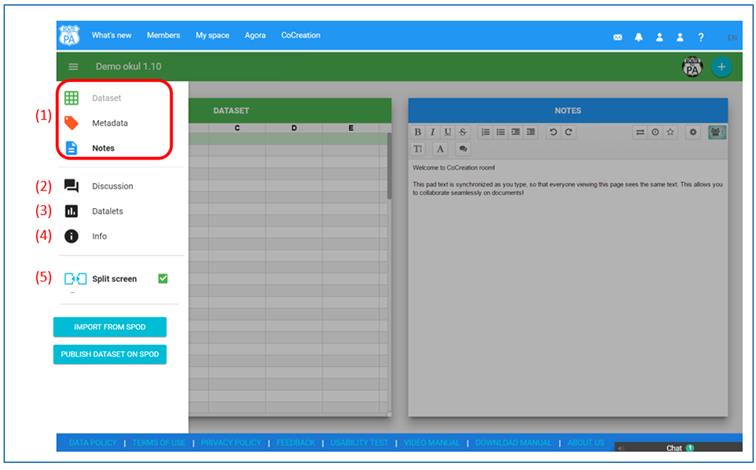 ROUTE TO
PA
What's new Members My space Agora CoCreation ? EN
Demo okul 1.10 PA +
(1)
Dataset
Metadata
Notes
(2) Discussion
(3) Datalets
(4) Info
(5) Split screen
IMPORT FROM SPOD
PUBLISH DATASET ON SPOD
DATASET
C D E
NOTES
B I U S
T A
Welcome to CoCreation room!
This pad text is synchronized as you type, so that everyone viewing this page sees the same text. This allows you
to collaborate seamlessly on documents!
DATA POLICY | TERMS OF USE | PRIVACY POLICY | FEEDBACK | USABILITY TEST | VIDEO MANUAL | DOWNLOAD MANUAL | ABOUT US
Chat 1